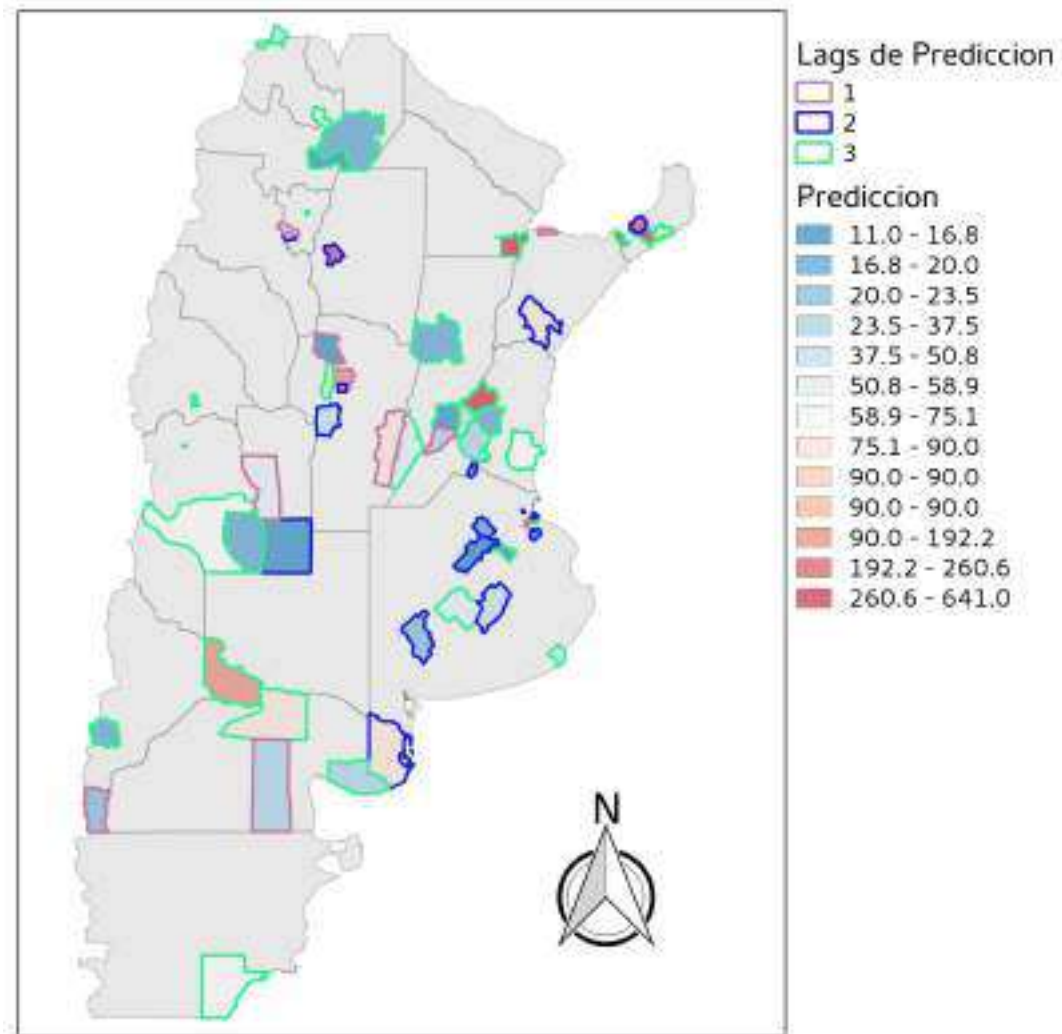 Lags de Prediccion
1
2
3
Prediccion
11.0 - 16.8
16.8 - 20.0
20.0 - 23.5
23.5 - 37.5
37.5 - 50.8
50.8 - 58.9
58.9 - 75.1
75.1 - 90.0
90.0 - 90.0
90.0 - 90.0
90.0 - 192.2
192.2 - 260.6
260.6 - 641.0
N